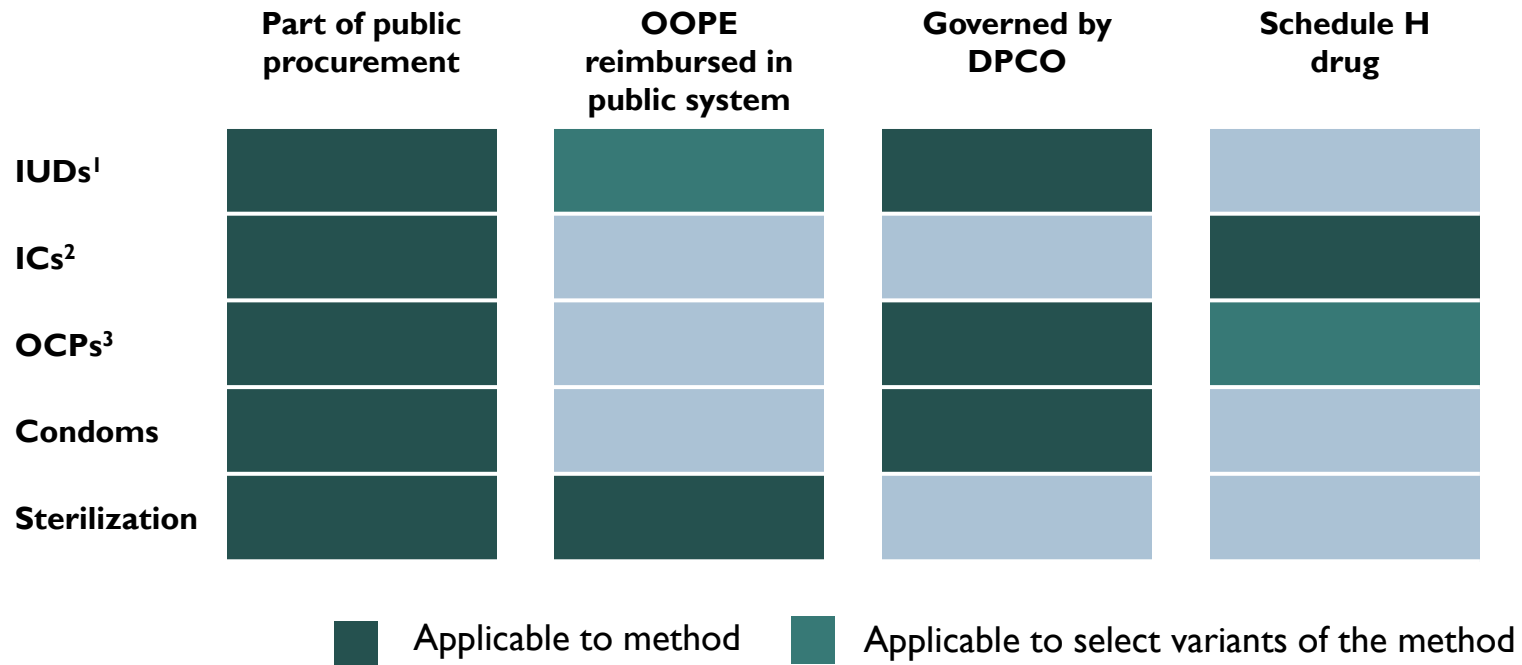 Part of public
procurement
OOPE
reimbursed in
public system
Governed by
DPCO
Schedule H
drug
IUDs¹
ICs²
OCPs³
Condoms
Sterilization
Applicable to method
Applicable to select variants of the method